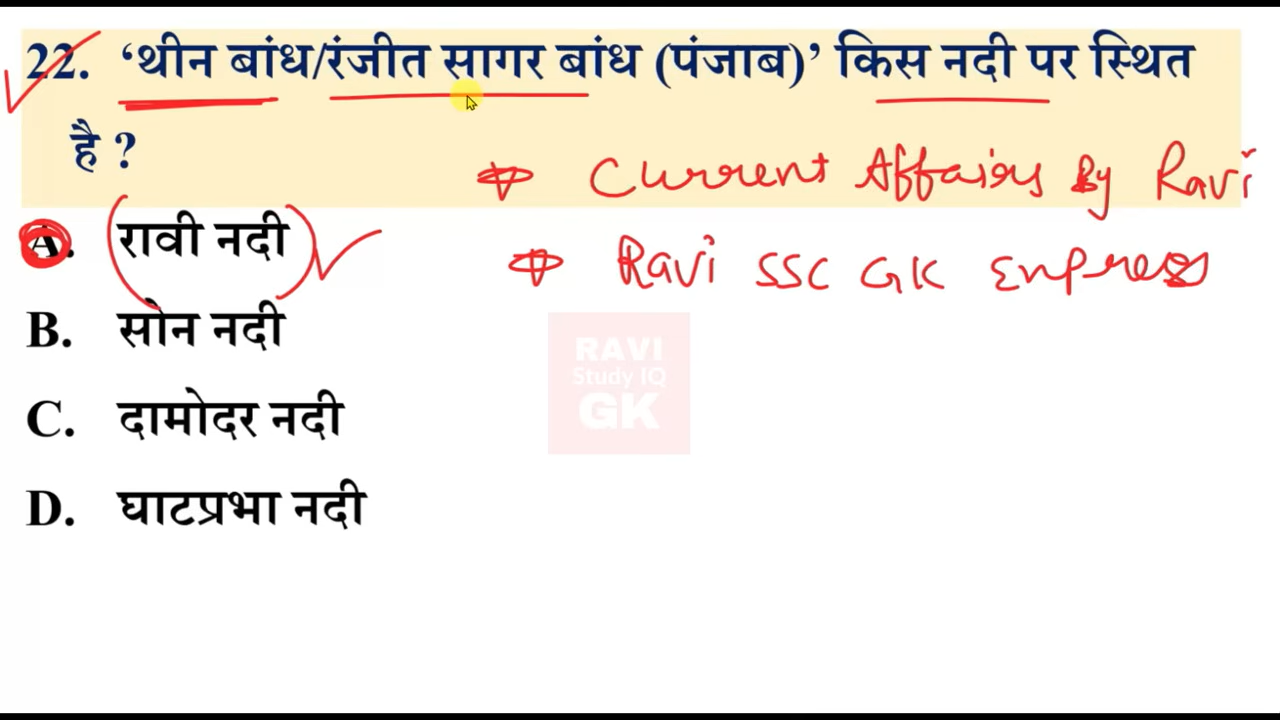 22. ‘थीन बांध/रंजीत सागर बांध (पंजाब)’ किस नदी पर स्थित
है ?
Current Affairs By Ravi
A. रावी नदी
Ravi SSC GK Enpress
B. सोन नदी
RAVI
Study IQ
GK
C. दामोदर नदी
D. घाटप्रभा नदी